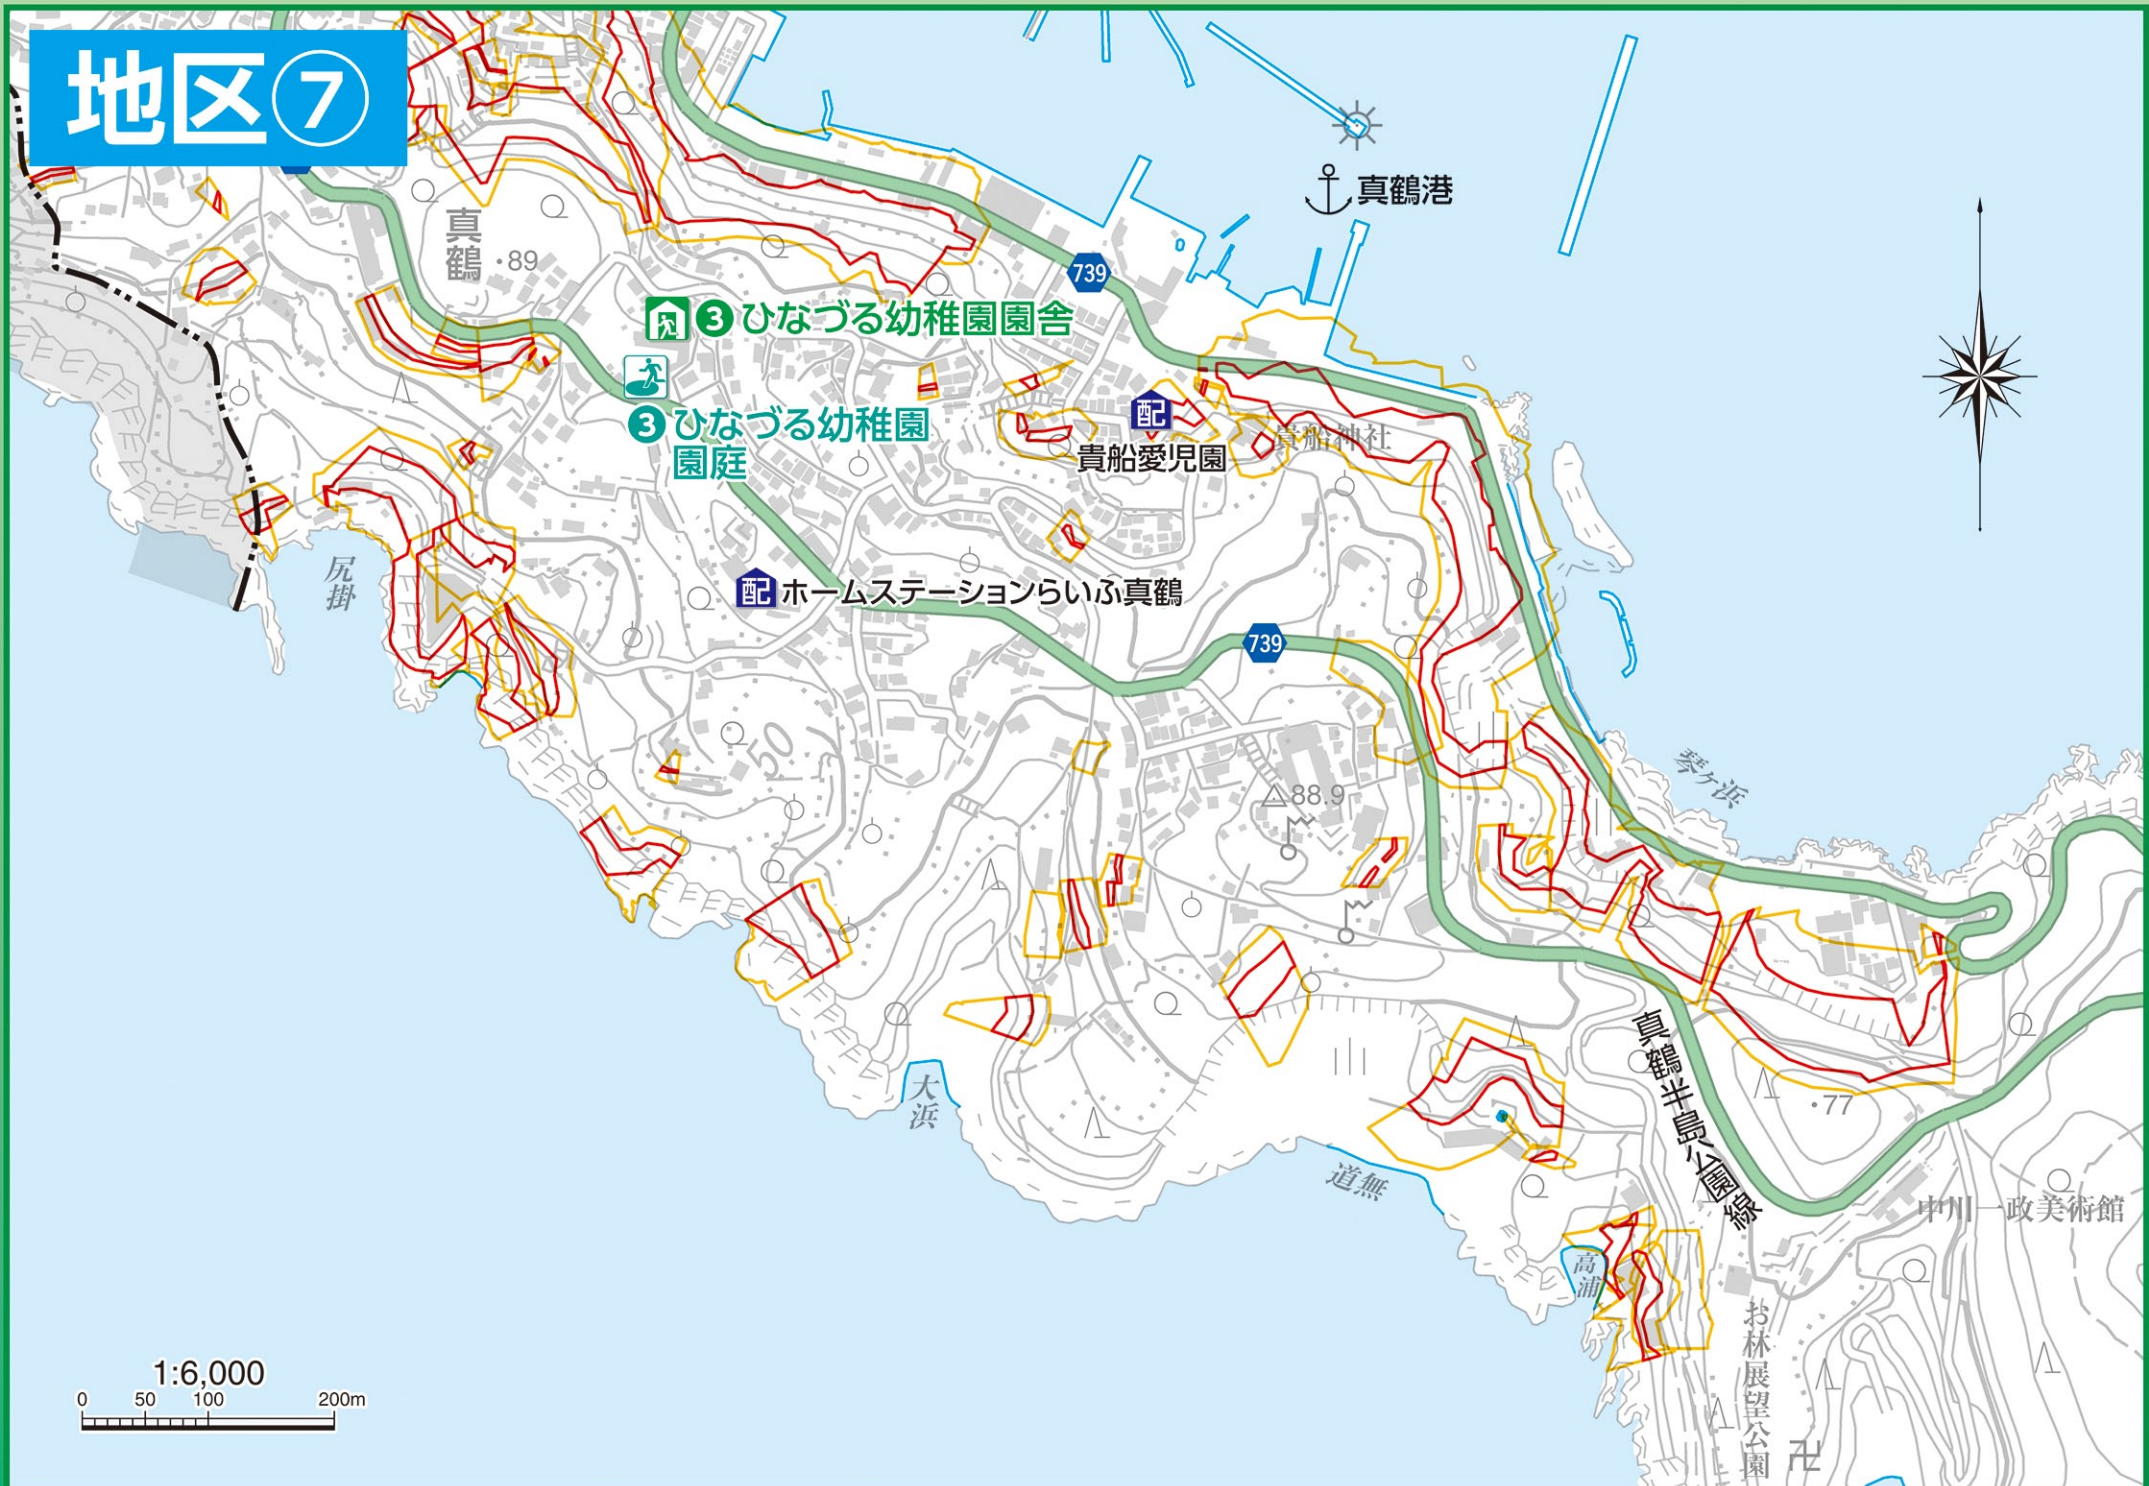 地区⑦
真鶴港
真鶴
・89
739
❸ひなづる幼稚園園舎
❸ひなづる幼稚園
園庭
配
貴船神社
貴船愛児園
尻掛
配 ホームステーションらいふ真鶴
739
50
88.9
琴ヶ浜
大浜
道無
真鶴半島公園線
・77
中川一政美術館
高浦
お林展望公園
1:6,000
0 50 100 200m